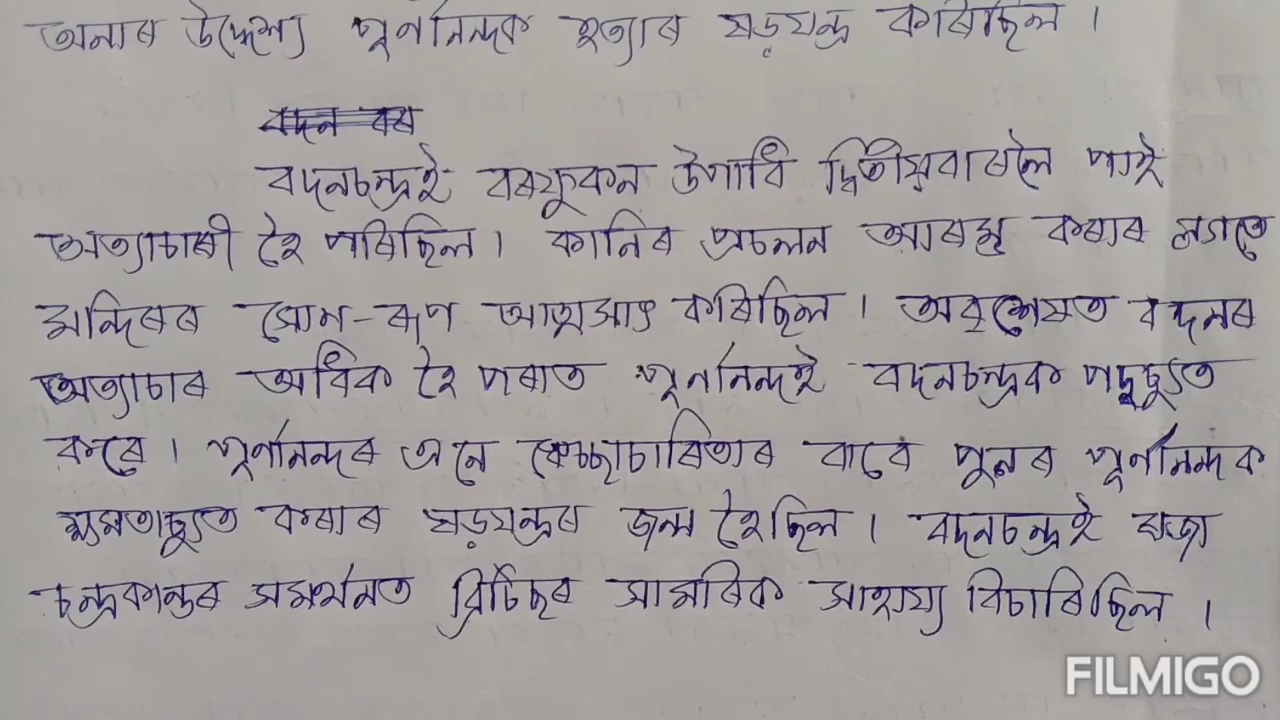 অনাৰ উদ্দেশ্য পূৰ্ণানন্দক হত্যাৰ ষড়যন্ত্ৰ কৰিছিল ।
বদন বৰ
বদনচন্দ্ৰই বৰফুকন উপাধি দ্বিতীয়বাৰলৈ পাই
অত্যাচাৰী হৈ পৰিছিল । কানিৰ প্ৰচলন আৰম্ভ কৰাৰ লগতে
মন্দিৰৰ সোণ-ৰূপ আত্মসাৎ কৰিছিল । অৱশেষত বদনৰ
অত্যাচাৰ অধিক হৈ পৰাত পূৰ্ণানন্দই বদনচন্দ্ৰক পদচ্যুত
কৰে । পূৰ্ণানন্দৰ এনে স্বেচ্ছাচাৰিতাৰ বাবে পুনৰ পূৰ্ণানন্দক
ক্ষমতাচ্যুত কৰাৰ ষড়যন্ত্ৰৰ জন্ম হৈছিল । বদনচন্দ্ৰই ৰজা
চন্দ্ৰকান্তৰ সমৰ্থনত ব্ৰিটিছৰ সামৰিক সাহায্য বিচাৰিছিল ।
FILMIGO